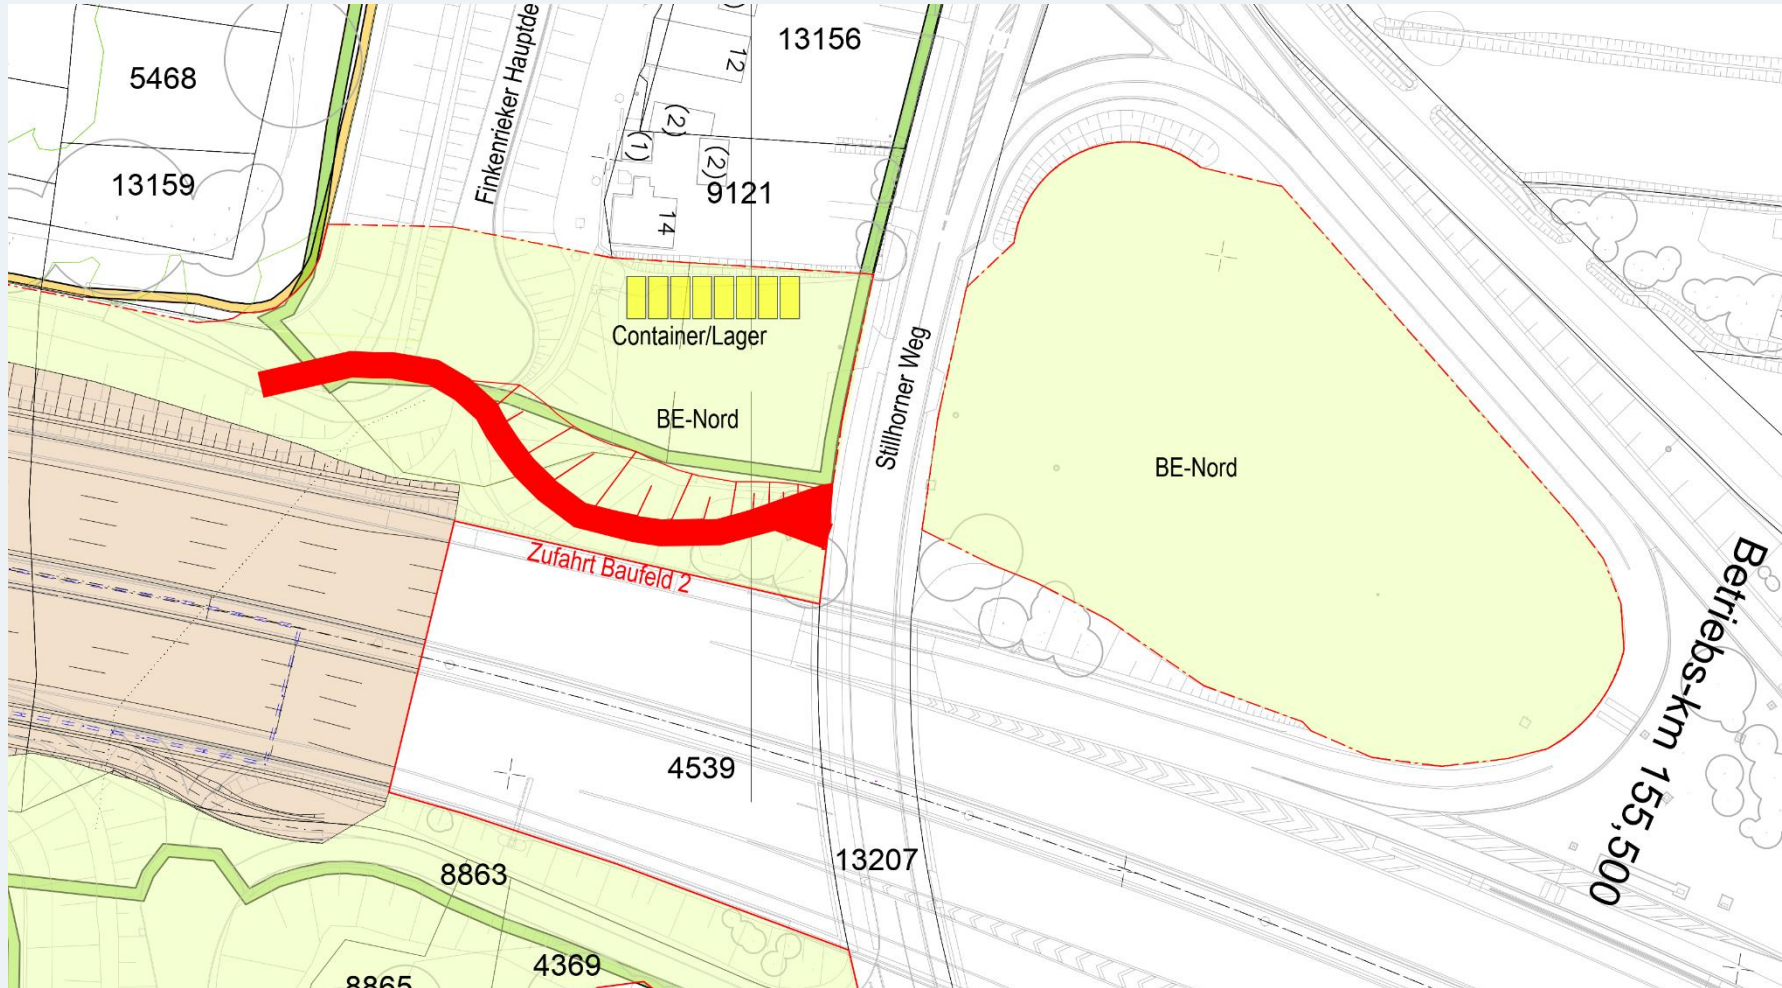 5468
13159
Finkenrieker Hauptde
12
13156
(2)
(1)
(2)
9121
14
Container/Lager
BE-Nord
Stillhorner Weg
BE-Nord
Zufahrt Baufeld 2
Betriebs-km 155,500
4539
13207
8863
4369
8865